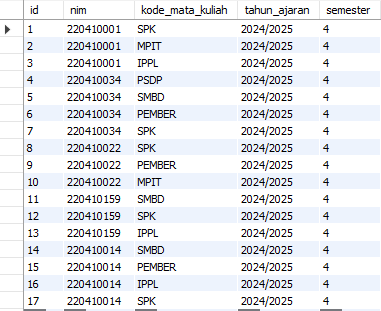 id nim kode_mata_kuliah tahun_ajaran semester
1 220410001 SPK 2024/2025 4
2 220410001 MPIT 2024/2025 4
3 220410001 IPPL 2024/2025 4
4 220410034 PSDP 2024/2025 4
5 220410034 SMBD 2024/2025 4
6 220410034 PEMBER 2024/2025 4
7 220410034 SPK 2024/2025 4
8 220410022 SPK 2024/2025 4
9 220410022 PEMBER 2024/2025 4
10 220410022 MPIT 2024/2025 4
11 220410159 SMBD 2024/2025 4
12 220410159 SPK 2024/2025 4
13 220410159 IPPL 2024/2025 4
14 220410014 SMBD 2024/2025 4
15 220410014 PEMBER 2024/2025 4
16 220410014 IPPL 2024/2025 4
17 220410014 SPK 2024/2025 4